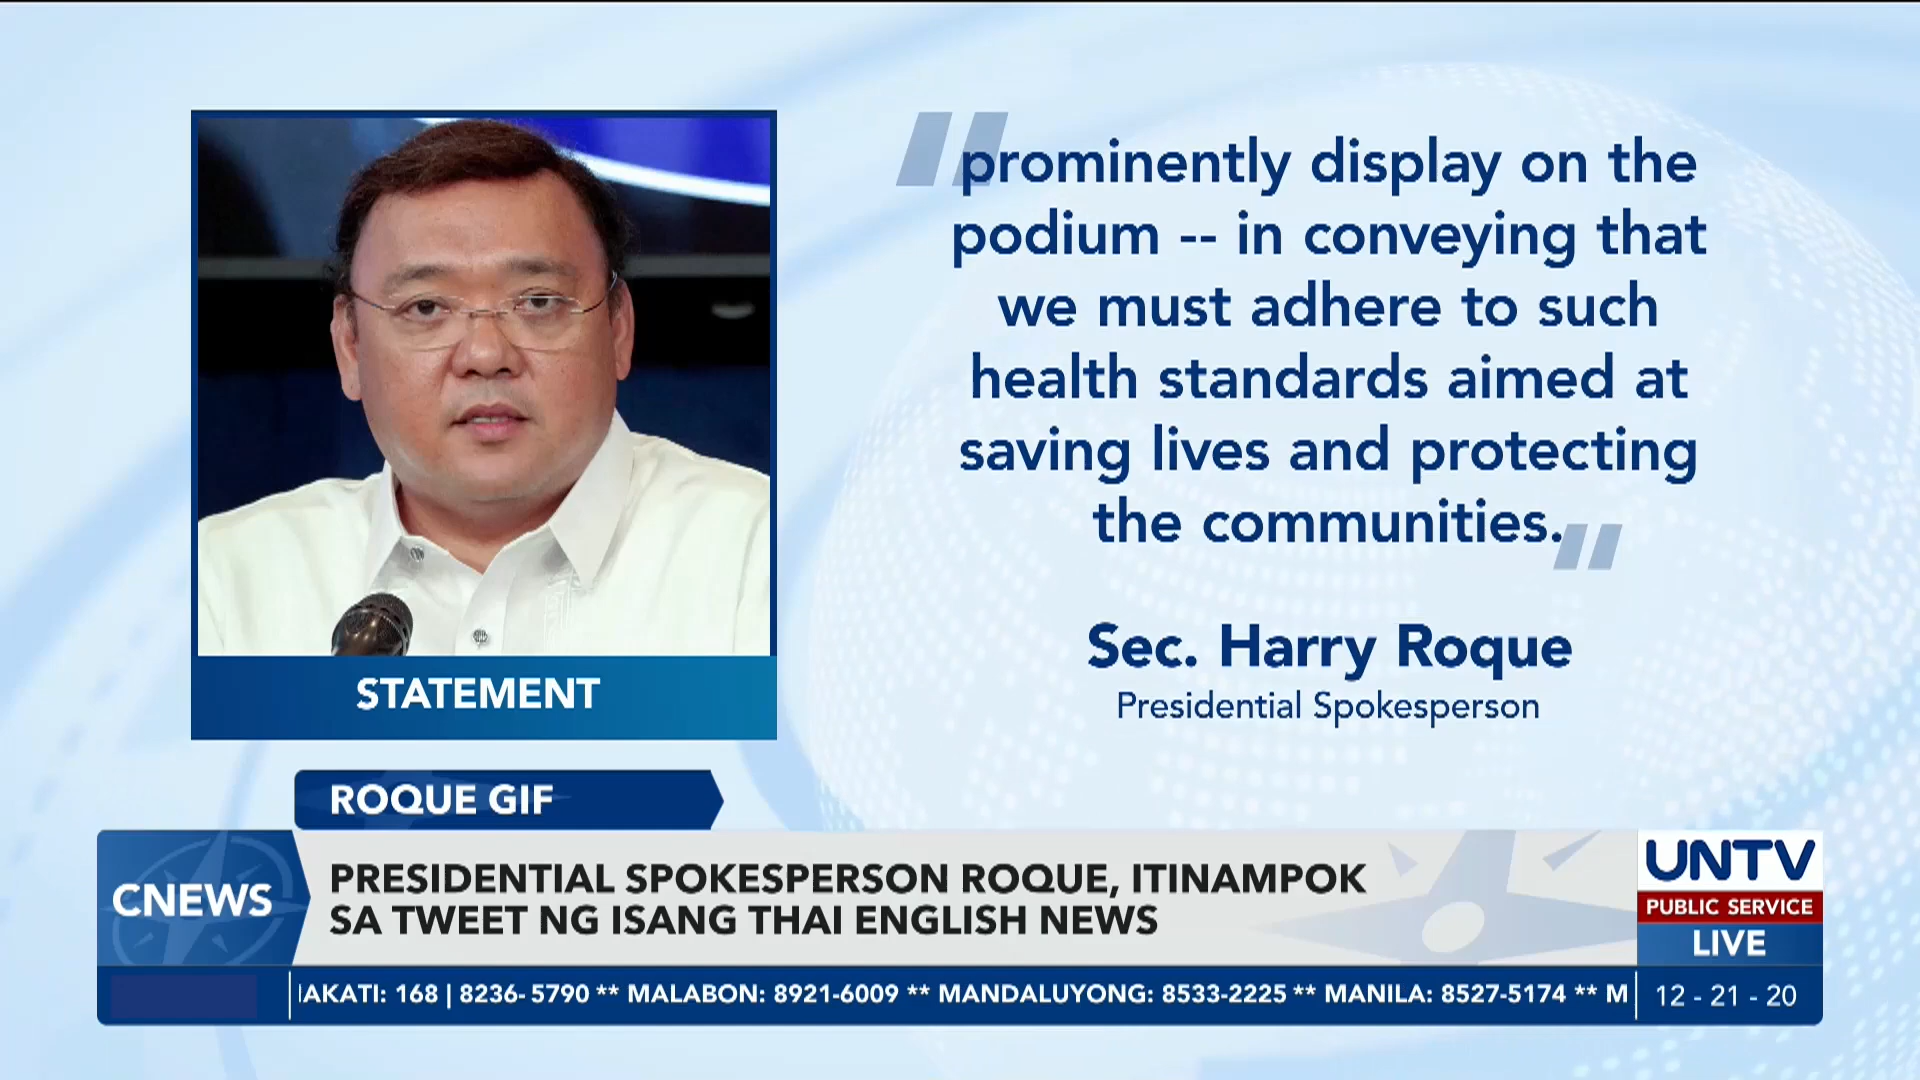 prominently display on the
podium -- in conveying that
we must adhere to such
health standards aimed at
saving lives and protecting
the communities.
Sec. Harry Roque
Presidential Spokesperson
STATEMENT
ROQUE GIF
CNEWS
PRESIDENTIAL SPOKESPERSON ROQUE, ITINAMPOK
SA TWEET NG ISANG THAI ENGLISH NEWS
UNTV
PUBLIC SERVICE
LIVE
AKATI: 168 | 8236- 5790 ** MALABON: 8921-6009 ** MANDALUYONG: 8533-2225 ** MANILA: 8527-5174 ** M
12 - 21 - 20